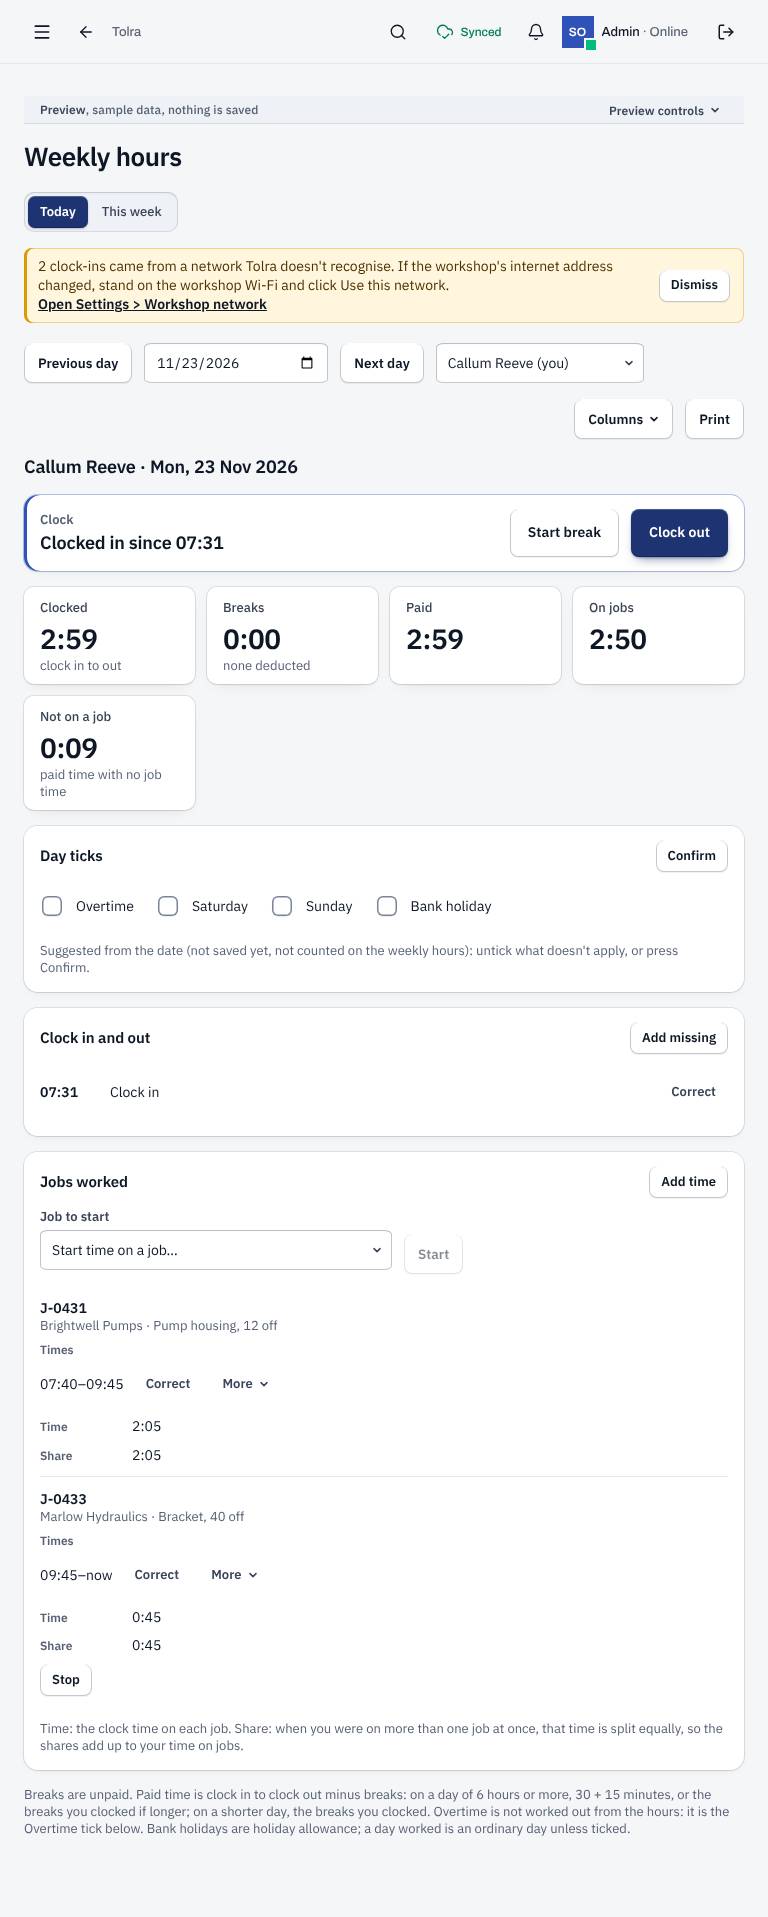 Tolra
Synced
SO
Admin · Online
Preview, sample data, nothing is saved
Preview controls
Weekly hours
Today
This week
2 clock-ins came from a network Tolra doesn't recognise. If the workshop's internet address
changed, stand on the workshop Wi-Fi and click Use this network.
Open Settings > Workshop network
Dismiss
Previous day
11/23/2026
Next day
Callum Reeve (you)
Columns
Print
Callum Reeve · Mon, 23 Nov 2026
Clock
Clocked in since 07:31
Start break
Clock out
Clocked
2:59
clock in to out
Breaks
0:00
none deducted
Paid
2:59
On jobs
2:50
Not on a job
0:09
paid time with no job
time
Day ticks
Confirm
Overtime
Saturday
Sunday
Bank holiday
Suggested from the date (not saved yet, not counted on the weekly hours): untick what doesn't apply, or press
Confirm.
Clock in and out
Add missing
07:31
Clock in
Correct
Jobs worked
Add time
Job to start
Start time on a job...
Start
J-0431
Brightwell Pumps · Pump housing, 12 off
Times
07:40–09:45
Correct
More
Time
2:05
Share
2:05
J-0433
Marlow Hydraulics · Bracket, 40 off
Times
09:45–now
Correct
More
Time
0:45
Share
0:45
Stop
Time: the clock time on each job. Share: when you were on more than one job at once, that time is split equally, so the
shares add up to your time on jobs.
Breaks are unpaid. Paid time is clock in to clock out minus breaks: on a day of 6 hours or more, 30 + 15 minutes, or the
breaks you clocked if longer; on a shorter day, the breaks you clocked. Overtime is not worked out from the hours: it is the
Overtime tick below. Bank holidays are holiday allowance; a day worked is an ordinary day unless ticked.